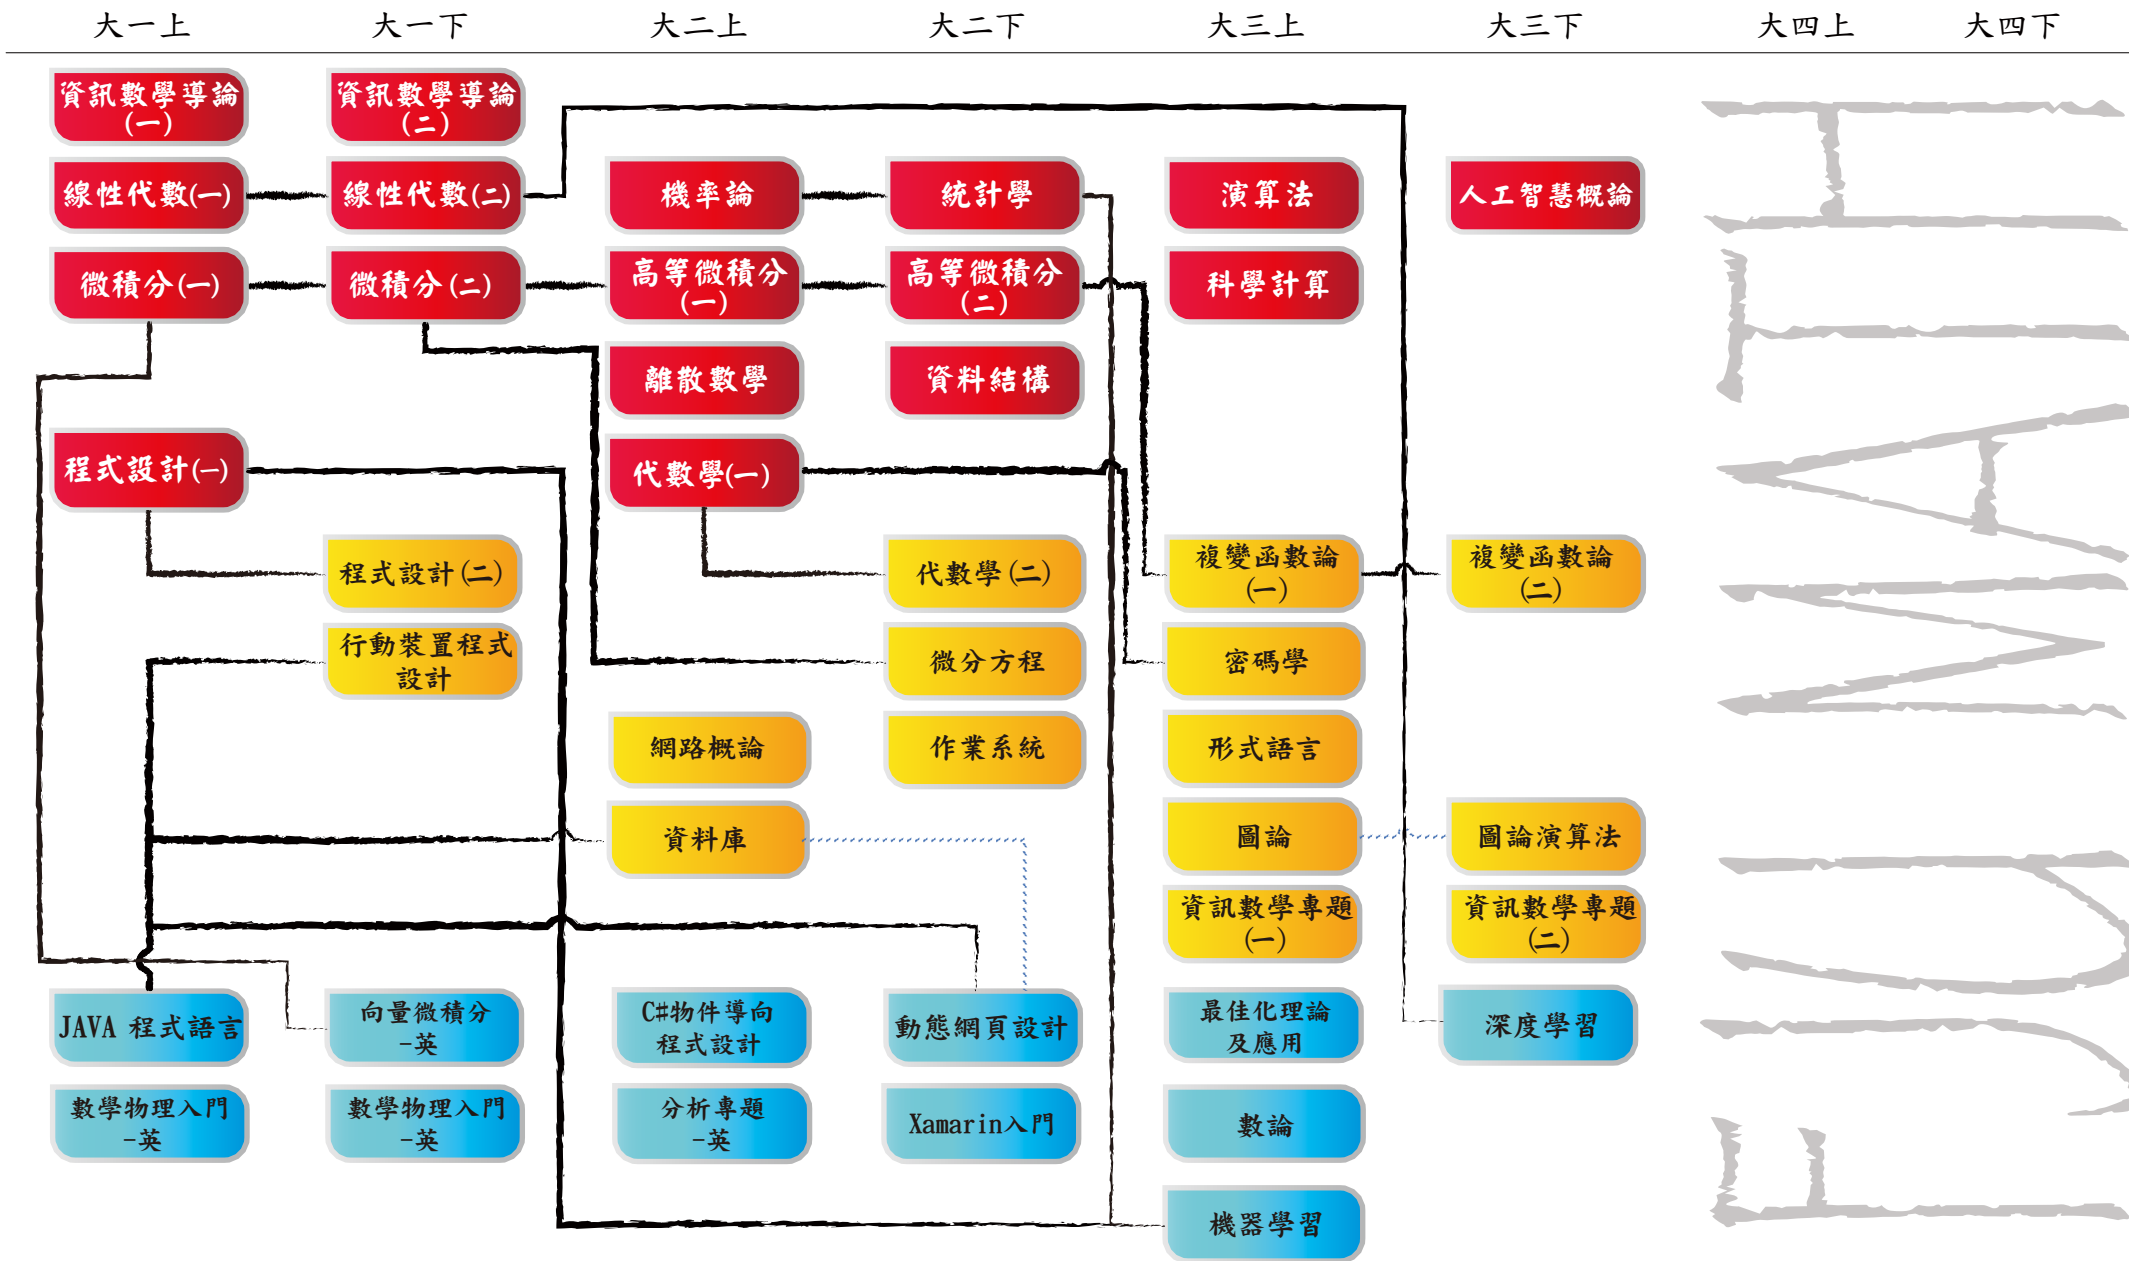 大一上 大一下 大二上 大二下 大三上 大三下 大四上 大四下
資訊數學導論
(一)
資訊數學導論
(二)
線性代數(一)
線性代數(二)
機率論
統計學
演算法
人工智慧概論
微積分(一)
微積分(二)
高等微積分
(一)
高等微積分
(二)
科學計算
離散數學
資料結構
程式設計(一)
代數學(一)
程式設計(二)
代數學(二)
複變函數論
(一)
複變函數論
(二)
行動裝置程式
設計
微分方程
密碼學
網路概論
作業系統
形式語言
資料庫
圖論
圖論演算法
資訊數學專題
(一)
資訊數學專題
(二)
JAVA 程式語言
向量微積分
-英
C#物件導向
程式設計
動態網頁設計
最佳化理論
及應用
深度學習
數學物理入門
-英
數學物理入門
-英
分析專題
-英
Xamarin入門
數論
機器學習